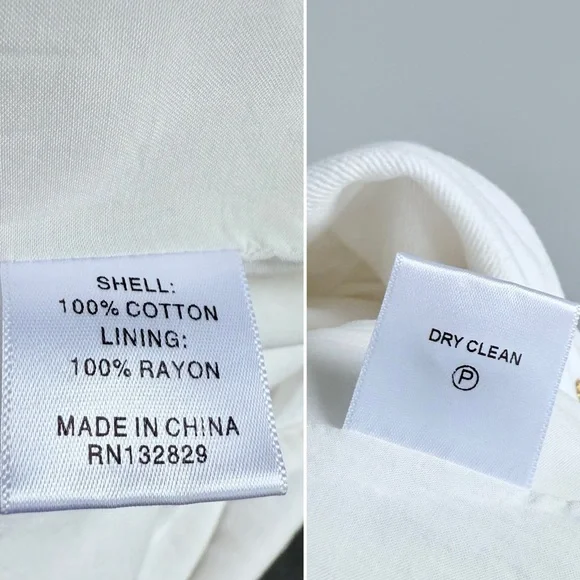 SHELL:
100% COTTON
LINING:
100% RAYON
MADE IN CHINA
RN132829
DRY CLEAN
P